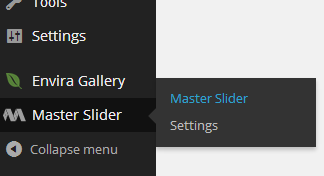 Tools
Settings
Envira Gallery
Master Slider
Master Slider
Settings
Collapse menu